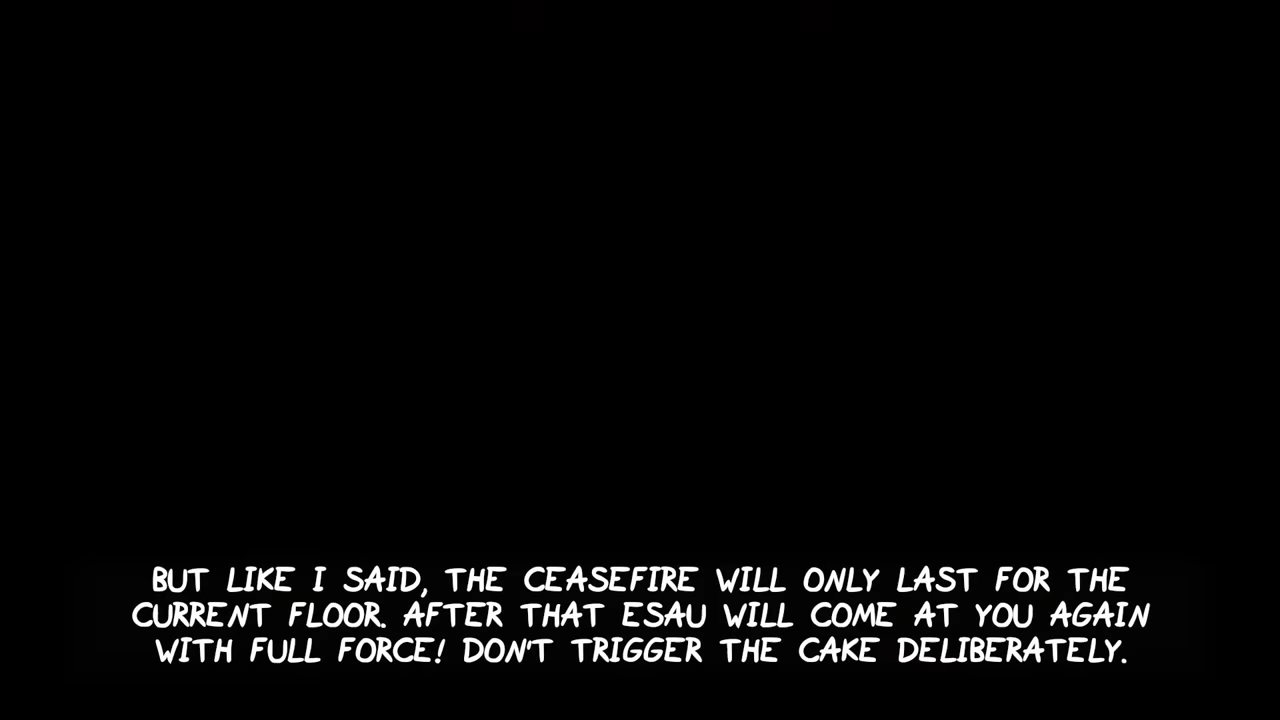 BUT LIKE I SAID, THE CEASEFIRE WILL ONLY LAST FOR THE
CURRENT FLOOR. AFTER THAT ESAU WILL COME AT YOU AGAIN
WITH FULL FORCE! DON'T TRIGGER THE CAKE DELIBERATELY.